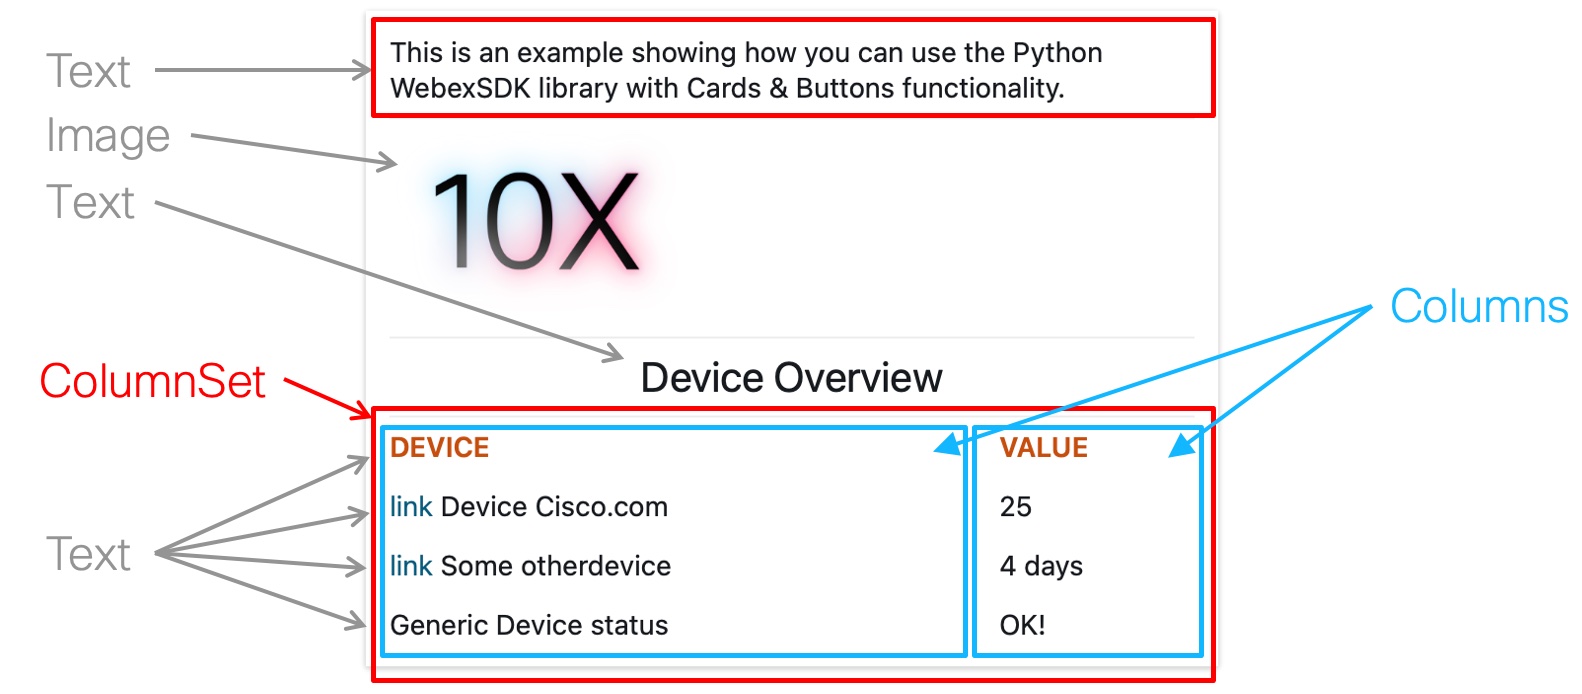 Text
This is an example showing how you can use the Python
WebexSDK library with Cards & Buttons functionality.
Image
10X
Text
Columns
Device Overview
ColumnSet
DEVICE VALUE
link Device Cisco.com 25
Text
link Some otherdevice 4 days
Generic Device status OK!